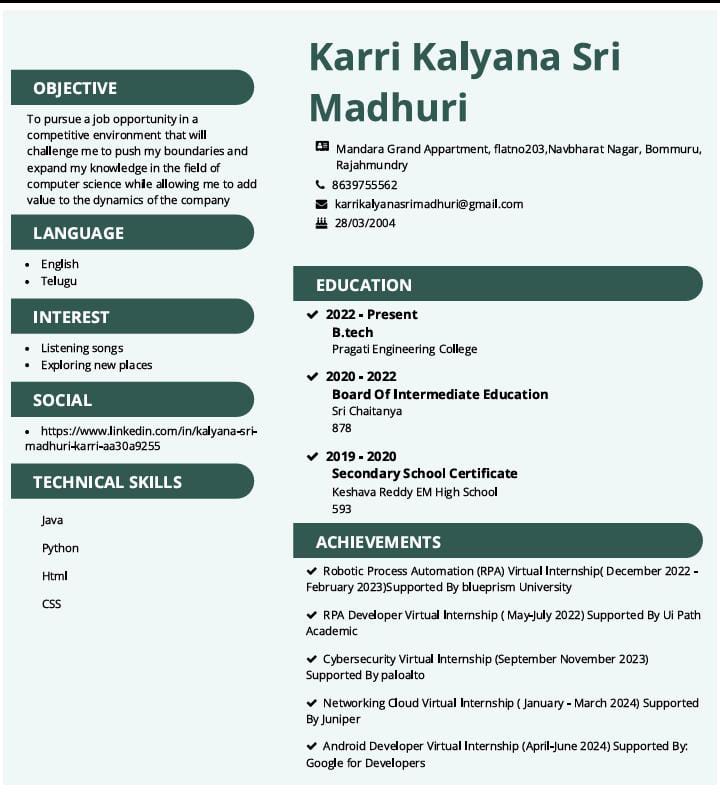 Karri Kalyana Sri
Madhuri
Mandara Grand Appartment, flatno203,Navbharat Nagar, Bommuru,
Rajahmundry
8639755562
karrikalyanasrimadhuri@gmail.com
28/03/2004
OBJECTIVE
To pursue a job opportunity in a
competitive environment that will
challenge me to push my boundaries and
expand my knowledge in the field of
computer science while allowing me to add
value to the dynamics of the company
LANGUAGE
• English
• Telugu
INTEREST
• Listening songs
• Exploring new places
SOCIAL
• https://www.linkedin.com/in/kalyana-sri-
madhuri-karri-aa30a9255
TECHNICAL SKILLS
Java
Python
Html
CSS
EDUCATION
✔ 2022 - Present
B.tech
Pragati Engineering College
✔ 2020 - 2022
Board Of Intermediate Education
Sri Chaitanya
878
✔ 2019 - 2020
Secondary School Certificate
Keshava Reddy EM High School
593
ACHIEVEMENTS
✔ Robotic Process Automation (RPA) Virtual Internship( December 2022 -
February 2023)Supported By blueprism University
✔ RPA Developer Virtual Internship ( May-July 2022) Supported By Ui Path
Academic
✔ Cybersecurity Virtual Internship (September November 2023)
Supported By paloalto
✔ Networking Cloud Virtual Internship ( January - March 2024) Supported
By Juniper
✔ Android Developer Virtual Internship (April-June 2024) Supported By:
Google for Developers